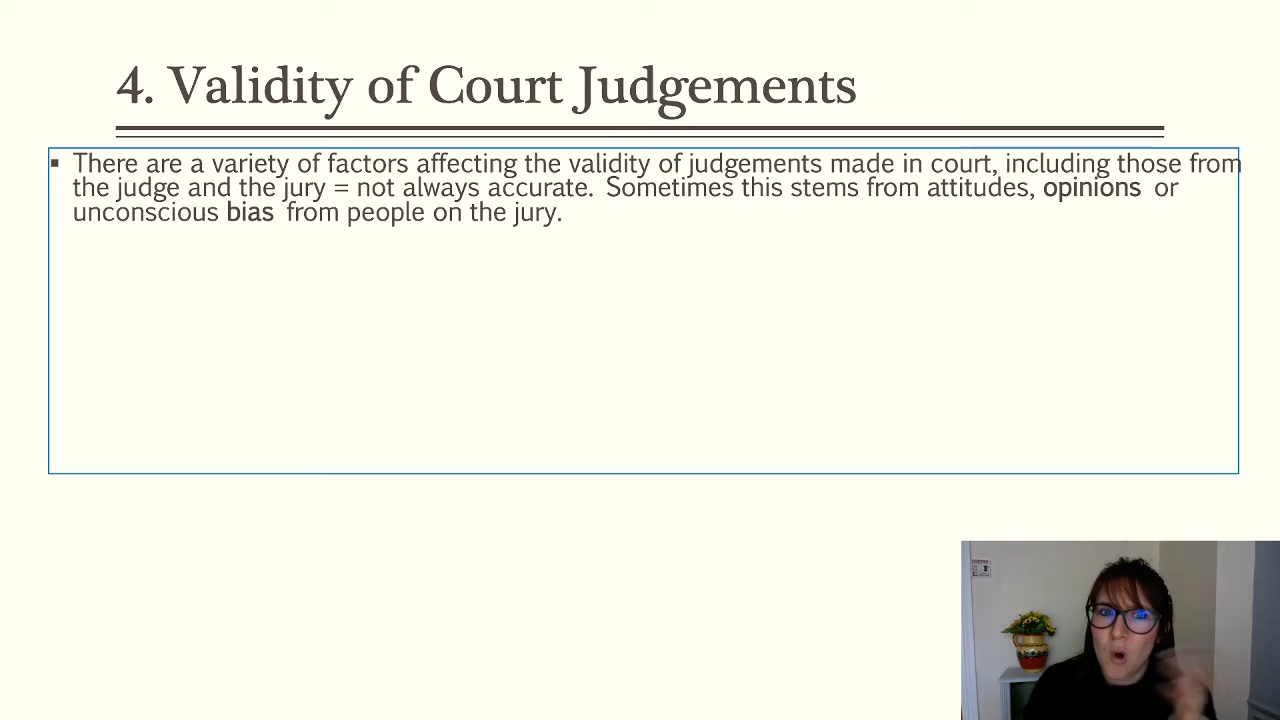 4. Validity of Court Judgements
▪ There are a variety of factors affecting the validity of judgements made in court, including those from
the judge and the jury = not always accurate. Sometimes this stems from attitudes, opinions or
unconscious bias from people on the jury.